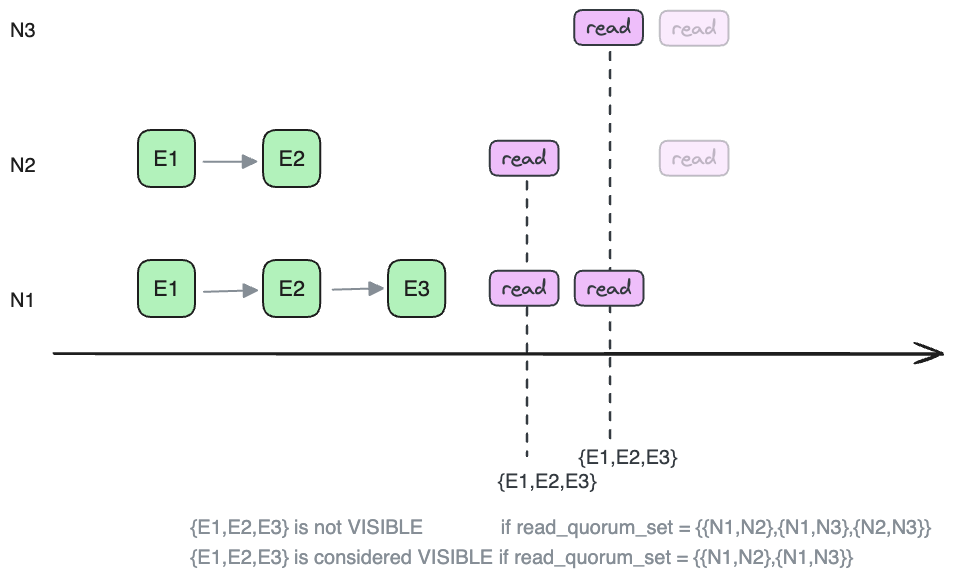 N3
read read
N2
E1 E2
read read
N1
E1 E2 E3
read read
{E1,E2,E3}
{E1,E2,E3}
{E1,E2,E3} is not VISIBLE if read_quorum_set = {{N1,N2},{N1,N3},{N2,N3}}
{E1,E2,E3} is considered VISIBLE if read_quorum_set = {{N1,N2},{N1,N3}}